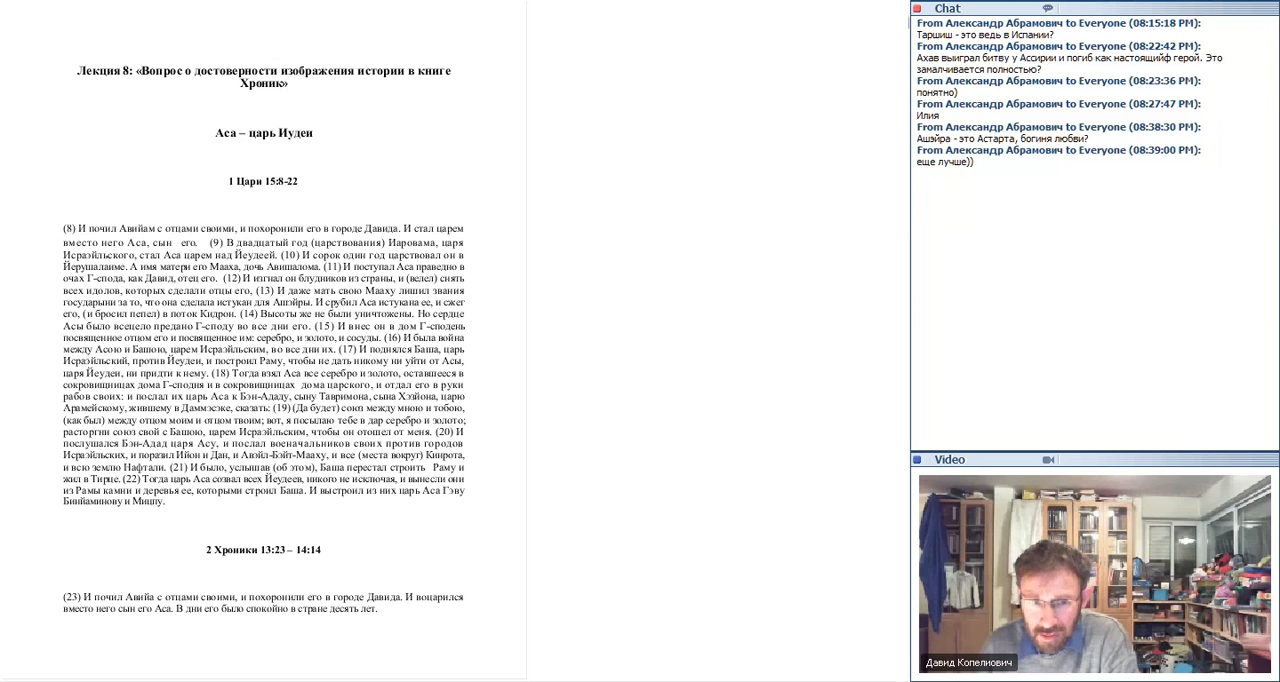 Лекция 8: «Вопрос о достоверности изображения истории в книге
Хроник»
Аса – царь Иудеи
1 Цари 15:8-22
(8) И почил Авийам с отцами своими, и похоронили его в городе Давида. И стал царем
вместо него Аса, сын его. (9) В двадцатый год (царствования) Иаровама, царя
Исраэйльского, стал Аса царем над Йеудеей. (10) И сорок один год царствовал он в
Йерушалаиме. А имя матери его Мааха, дочь Авишалома. (11) И поступал Аса праведно в
очах Г-спода, как Давид, отец его. (12) И изгнал он блудников из страны, и (велел) снять
всех идолов, которых сделали отцы его, (13) И даже мать свою Мааху лишил звания
государыни за то, что она сделала истукан для Ашэйры. И срубил Аса истукана ее, и сжег
его, (и бросил пепел) в поток Кидрон. (14) Высоты же не были уничтожены. Но сердце
Асы было всецело предано Г-споду во все дни его. (15) И внес он в дом Г-сподень
посвященное отцом его и посвященное им: серебро, и золото, и сосуды. (16) И была война
между Асою и Башою, царем Исраэйльским, во все дни их. (17) И поднялся Баша, царь
Исраэйльский, против Йеудеи, и построил Раму, чтобы не дать никому ни уйти от Асы,
царя Йеудеи, ни придти к нему. (18) Тогда взял Аса все серебро и золото, оставшееся в
сокровищницах дома Г-сподня и в сокровищницах дома царского, и отдал его в руки
рабов своих: и послал их царь Аса к Бэн-Ададу, сыну Тавримона, сына Хэзйона, царю
Арамейскому, жившему в Даммэсэке, сказать: (19) (Да будет) союз между мною и тобою,
(как был) между отцом моим и отцом твоим; вот, я посылаю тебе в дар серебро и золото;
расторгни союз свой с Башою, царем Исраэйльским, чтобы он отошел от меня. (20) И
послушался Бэн-Адад царя Асу, и послал военачальников своих против городов
Исраэйльских, и поразил Ийон и Дан, и Авэйл-Бэйт-Мааху, и все (места вокруг) Кинрота,
и всю землю Нафтали. (21) И было, услышав (об этом), Баша перестал строить Раму и
жил в Тирце. (22) Тогда царь Аса созвал всех Йеудеев, никого не исключая, и вынесли они
из Рамы камни и деревья ее, которыми строил Баша. И выстроил из них царь Аса Гэву
Бинйаминову и Мицпу.
2 Хроники 13:23 – 14:14
(23) И почил Авийа с отцами своими, и похоронили его в городе Давида. И воцарился
вместо него сын его Аса. В дни его было спокойно в стране десять лет.
Chat
From Александр Абрамович to Everyone (08:15:18 PM):
Таршиш - это ведь в Испании?
From Александр Абрамович to Everyone (08:22:42 PM):
Ахав выиграл битву у Ассирии и погиб как настоящийф герой. Это
замалчивается полностью?
From Александр Абрамович to Everyone (08:23:36 PM):
понятно)
From Александр Абрамович to Everyone (08:27:47 PM):
Илия
From Александр Абрамович to Everyone (08:38:30 PM):
Ашэйра - это Астарта, богиня любви?
From Александр Абрамович to Everyone (08:39:00 PM):
еще лучше))
Video
Давид Копелиович